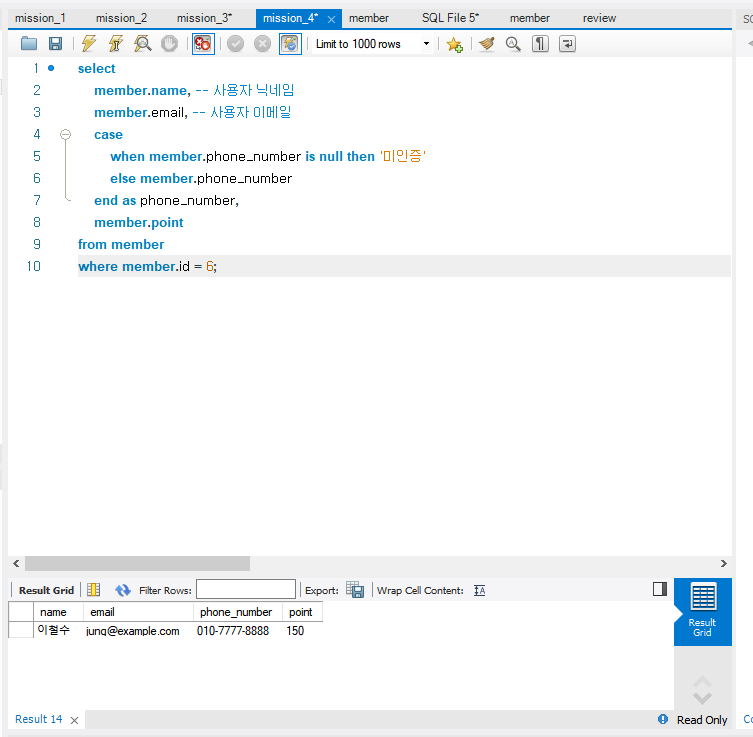 mission_1 mission_2 mission_3* mission_4* member SQL File 5* member review
Limit to 1000 rows
1 select
2 member.name, -- 사용자 닉네임
3 member.email, -- 사용자 이메일
4 case
5 when member.phone_number is null then '미인증'
6 else member.phone_number
7 end as phone_number,
8 member.point
9 from member
10 where member.id = 6;
Result Grid Filter Rows: Export: Wrap Cell Content:
name email phone_number point
이철수 jung@example.com 010-7777-8888 150
Result
Grid
Result 14 Read Only